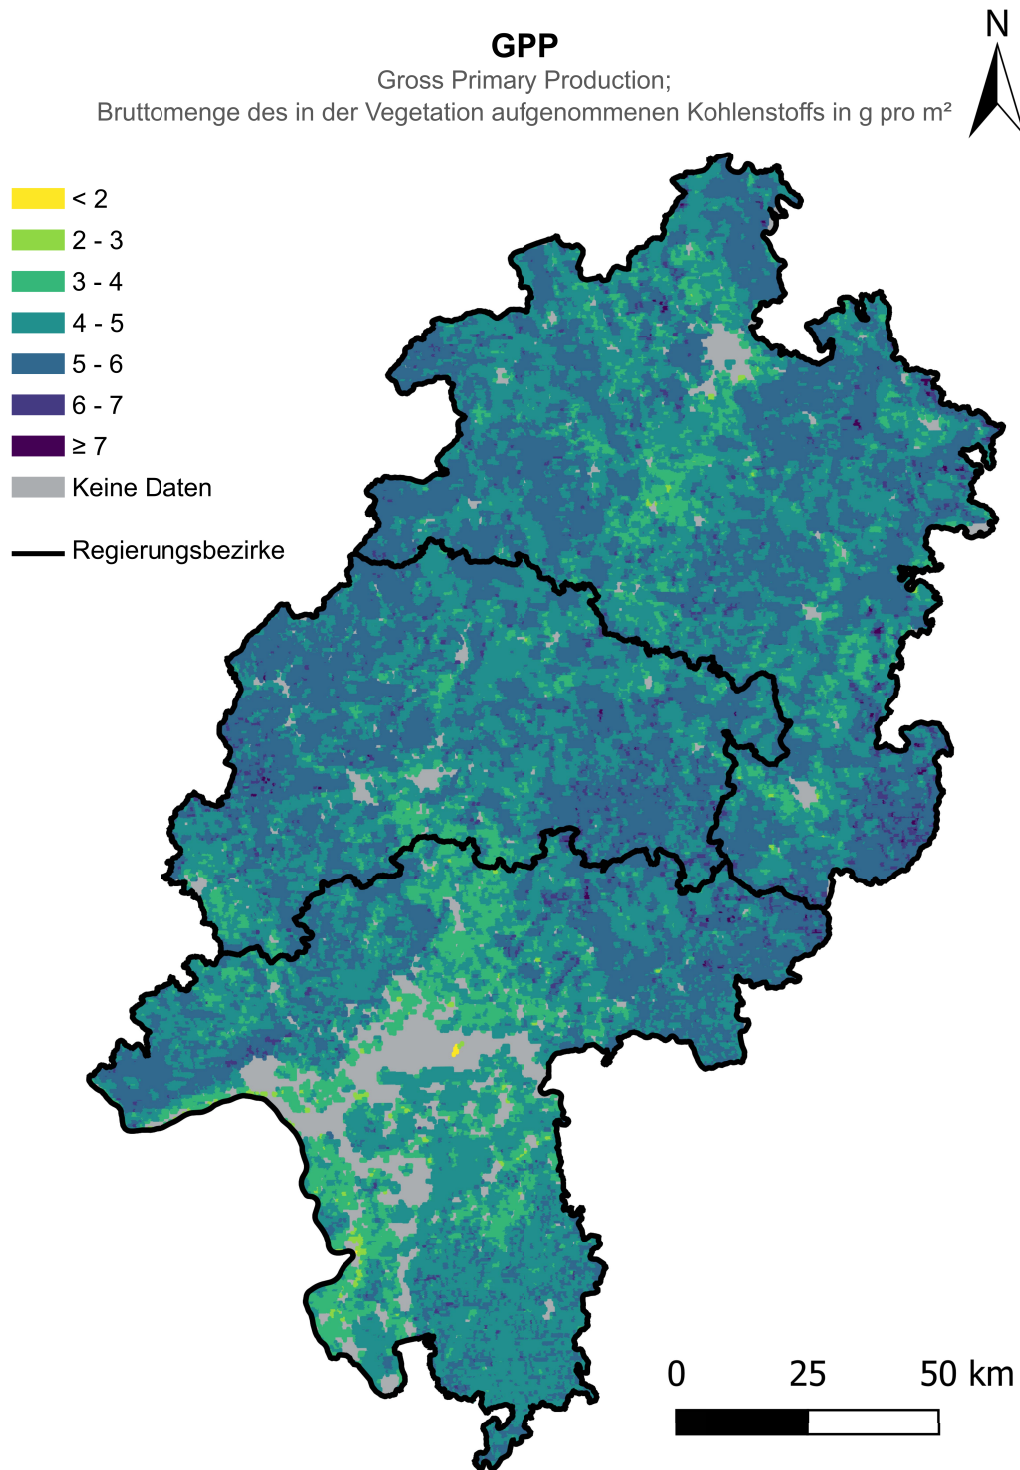 N
GPP
Gross Primary Production;
Bruttomenge des in der Vegetation aufgenommenen Kohlenstoffs in g pro m²
< 2
2 - 3
3 - 4
4 - 5
5 - 6
6 - 7
≥ 7
Keine Daten
Regierungsbezirke
0 25 50 km